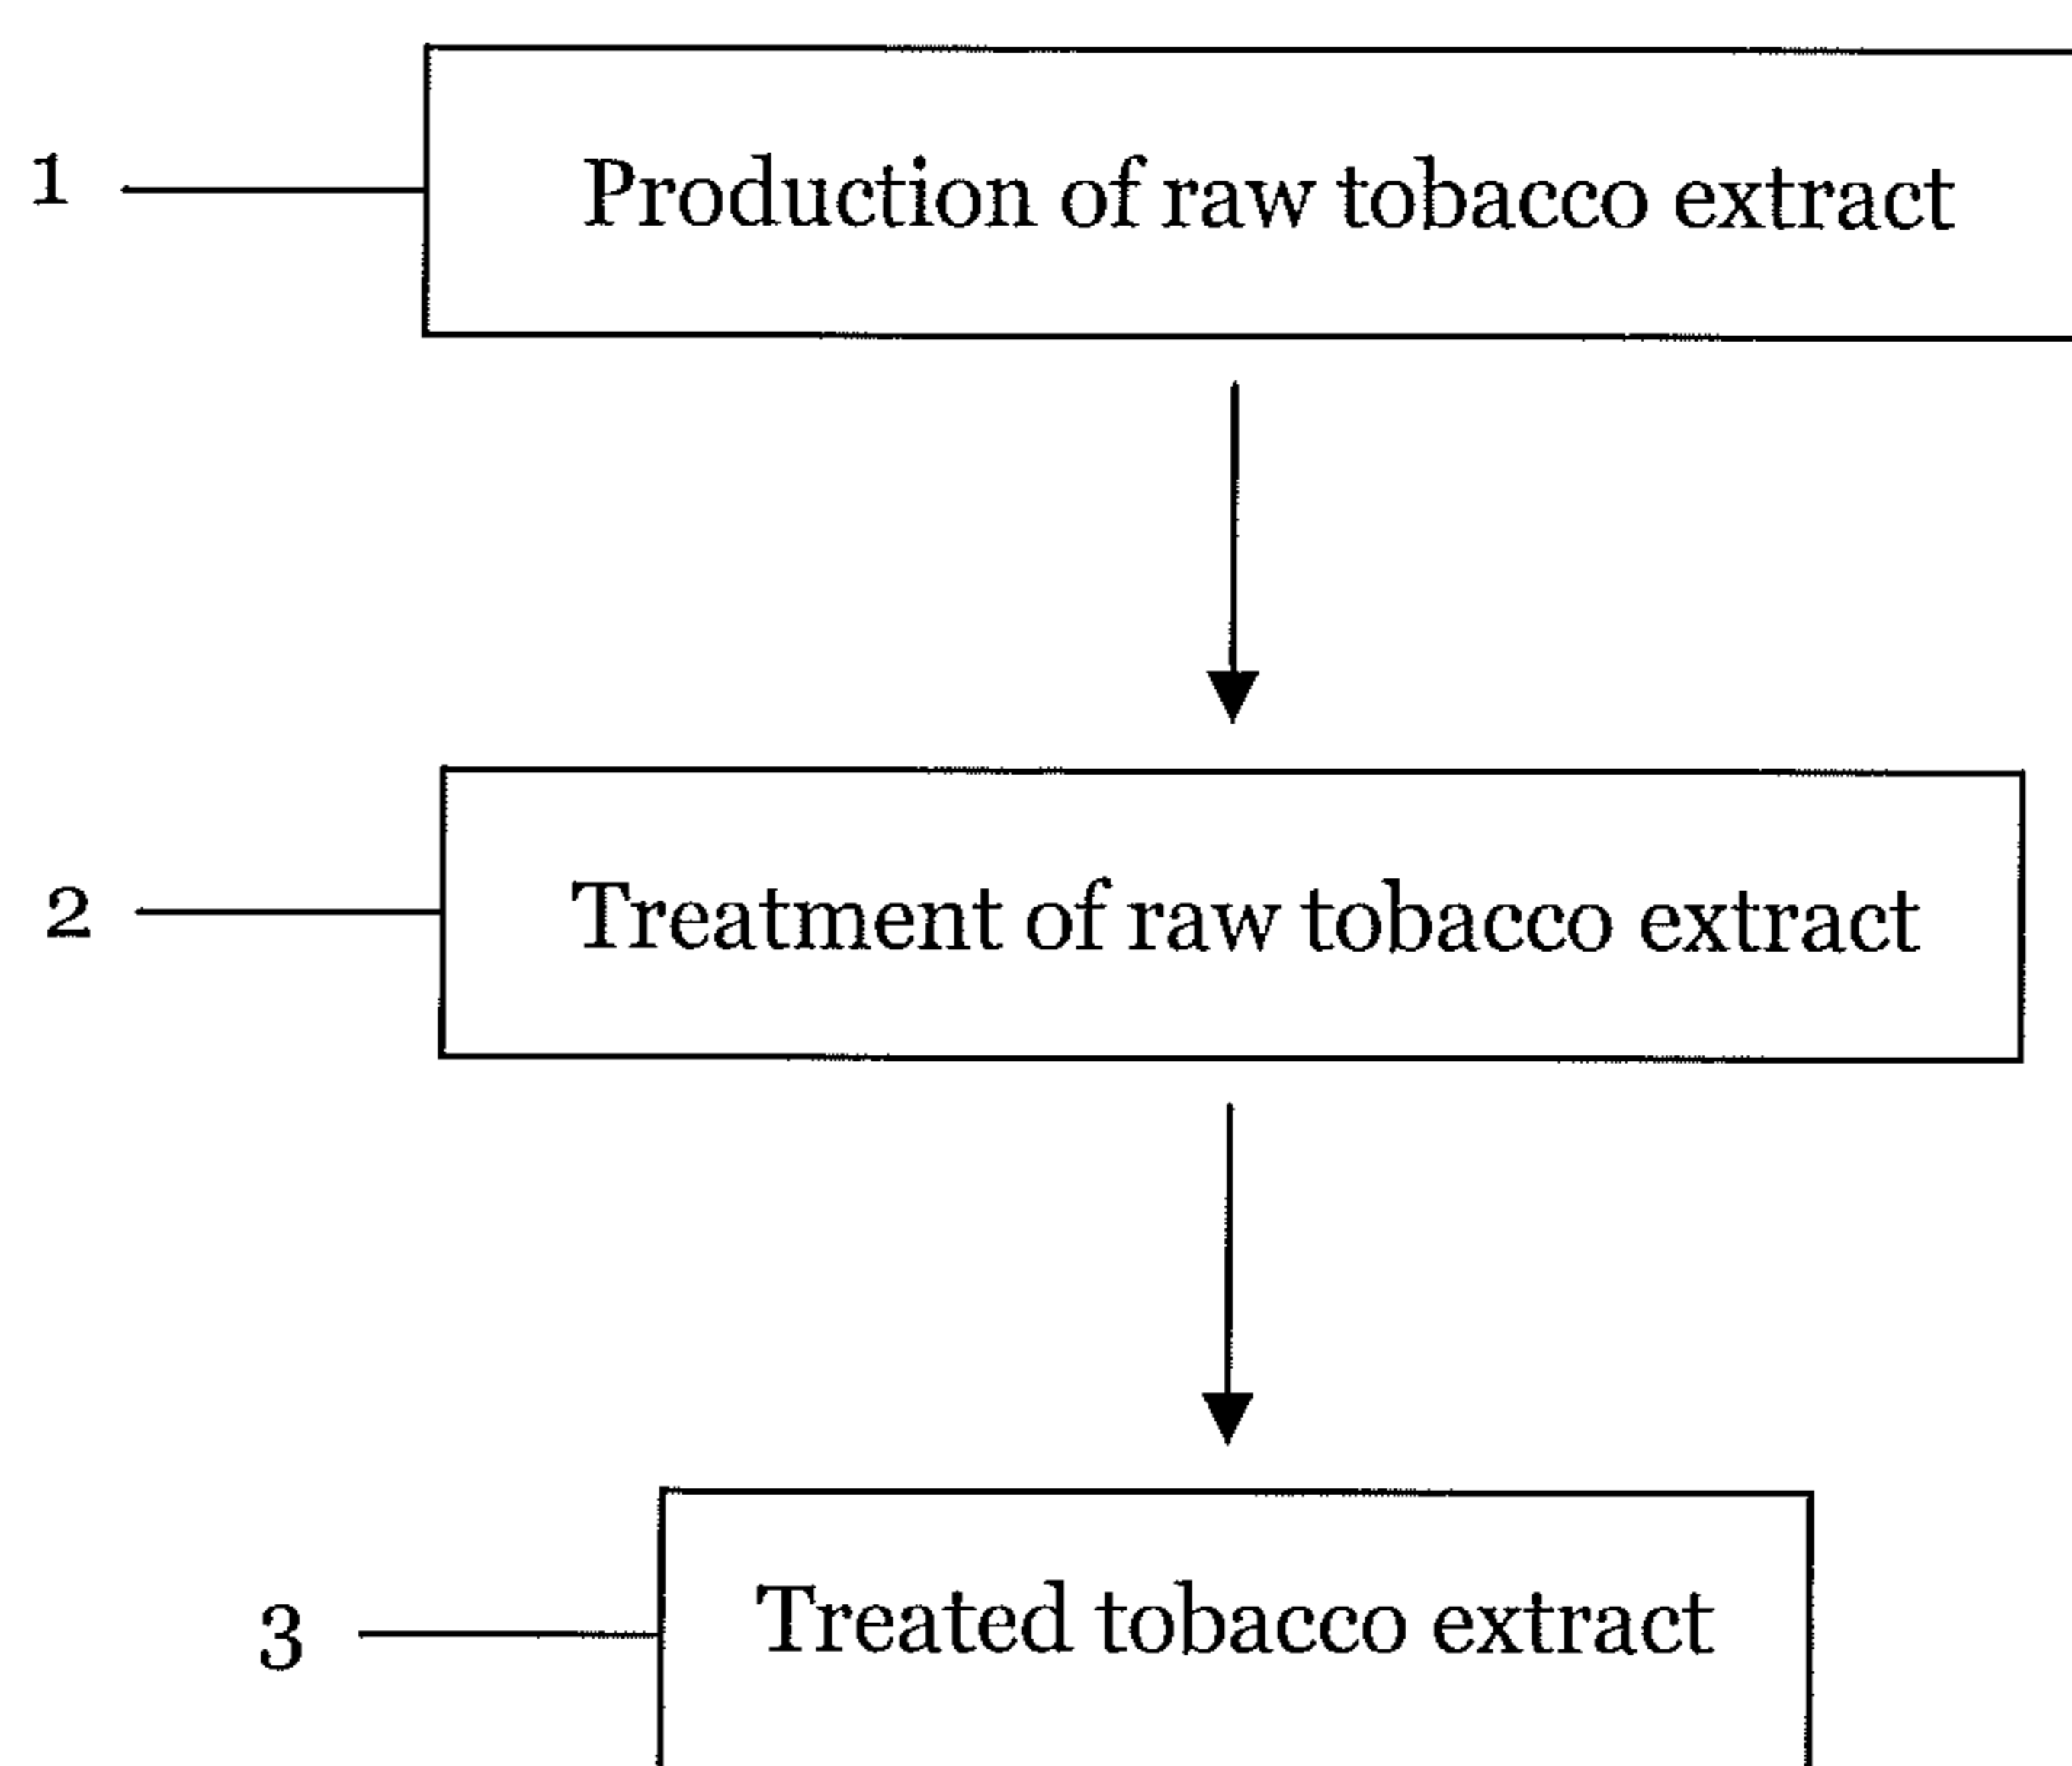 1 Production of raw tobacco extract
2 Treatment of raw tobacco extract
3 Treated tobacco extract